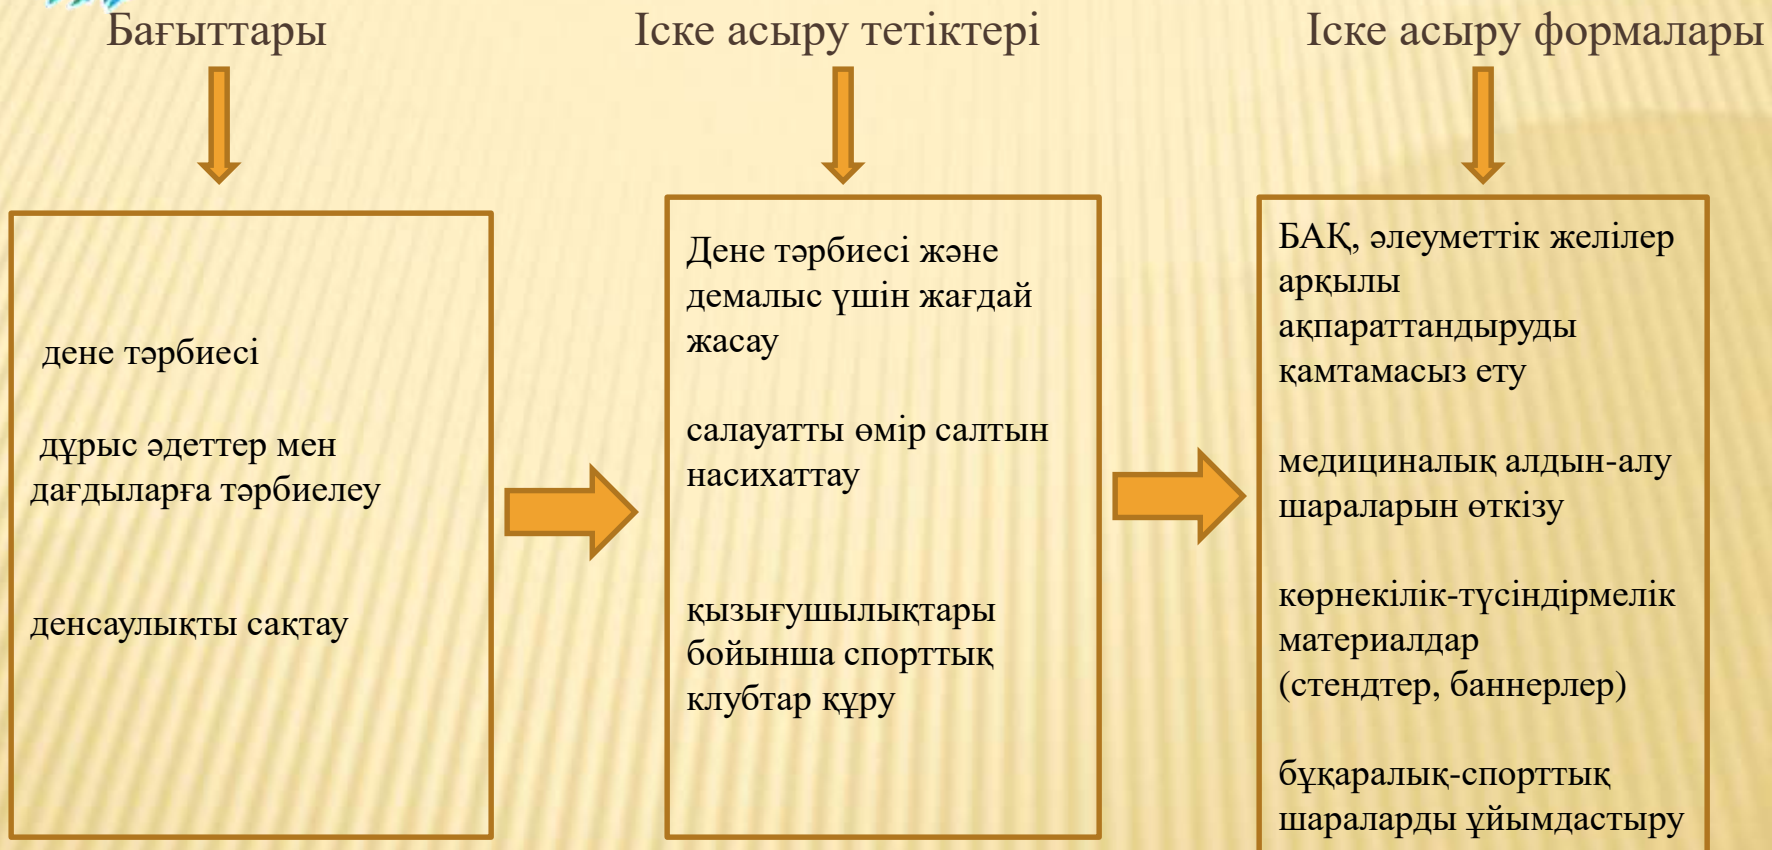 Бағыттары
Іске асыру тетіктері
Іске асыру формалары
дене тәрбиесі
дұрыс әдеттер мен
дағдыларға тәрбиелеу
денсаулықты сақтау
Дене тәрбиесі және
демалыс үшін жағдай
жасау
салауатты өмір салтын
насихаттау
қызығушылықтары
бойынша спорттық
клубтар құру
БАҚ, әлеуметтік желілер
арқылы
ақпараттандыруды
қамтамасыз ету
медициналық алдын-алу
шараларын өткізу
көрнекілік-түсіндірмелік
материалдар
(стендтер, баннерлер)
бұқаралық-спорттық
шараларды ұйымдастыру